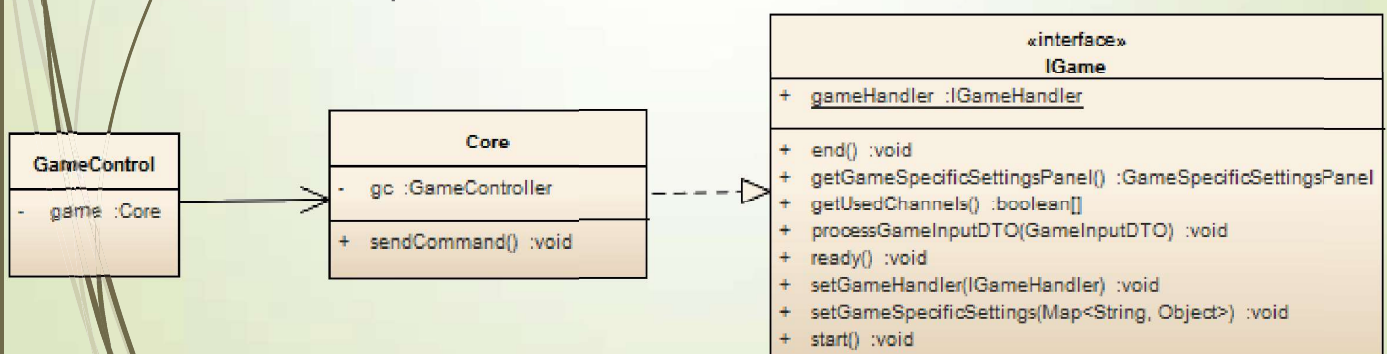 GameControl
- game :Core
Core
- gc :GameController
+ sendCommand() :void
«interface»
IGame
+ gameHandler :IGameHandler
+ end() :void
+ getGameSpecificSettingsPanel() :GameSpecificSettingsPanel
+ getUsedChannels() :boolean[]
+ processGameInputDTO(GameInputDTO) :void
+ ready() :void
+ setGameHandler(IGameHandler) :void
+ setGameSpecificSettings(Map<String, Object>) :void
+ start() :void